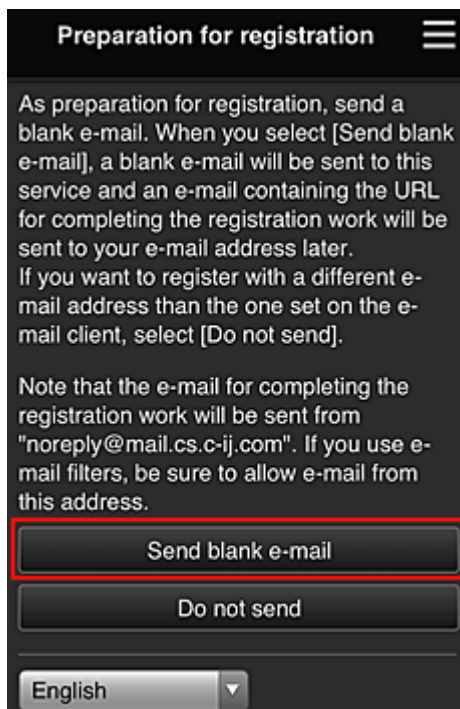 Preparation for registration
As preparation for registration, send a
blank e-mail. When you select [Send blank
e-mail], a blank e-mail will be sent to this
service and an e-mail containing the URL
for completing the registration work will be
sent to your e-mail address later.
If you want to register with a different e-
mail address than the one set on the e-
mail client, select [Do not send].
Note that the e-mail for completing the
registration work will be sent from
"noreply@mail.cs.c-ij.com". If you use e-
mail filters, be sure to allow e-mail from
this address.
Send blank e-mail
Do not send
English